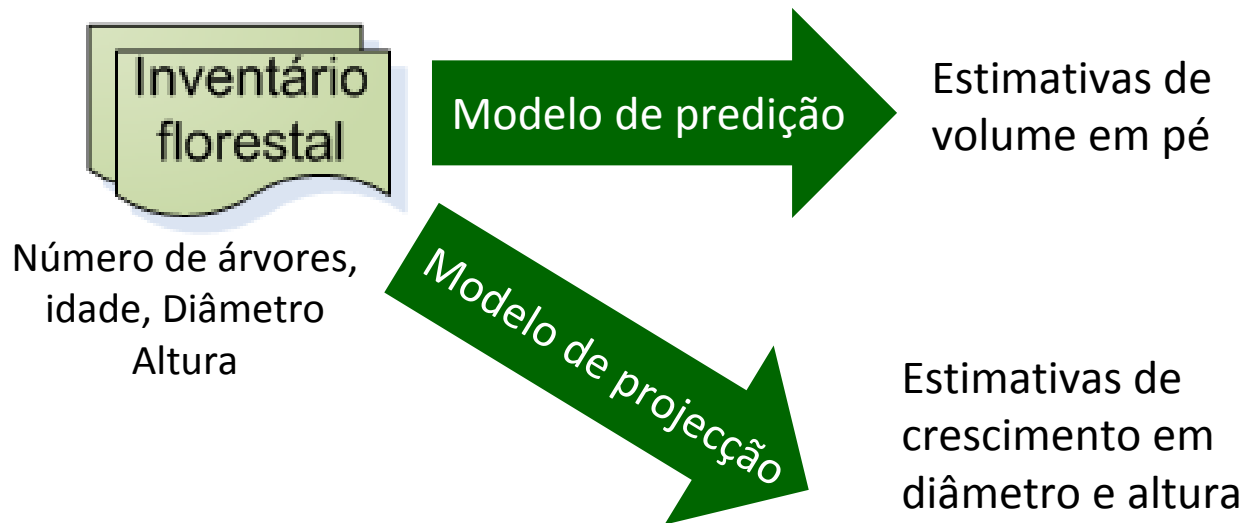 Inventário
florestal
Número de árvores,
idade, Diâmetro
Altura
Modelo de predição
Estimativas de
volume em pé
Modelo de projecção
Estimativas de
crescimento em
diâmetro e altura